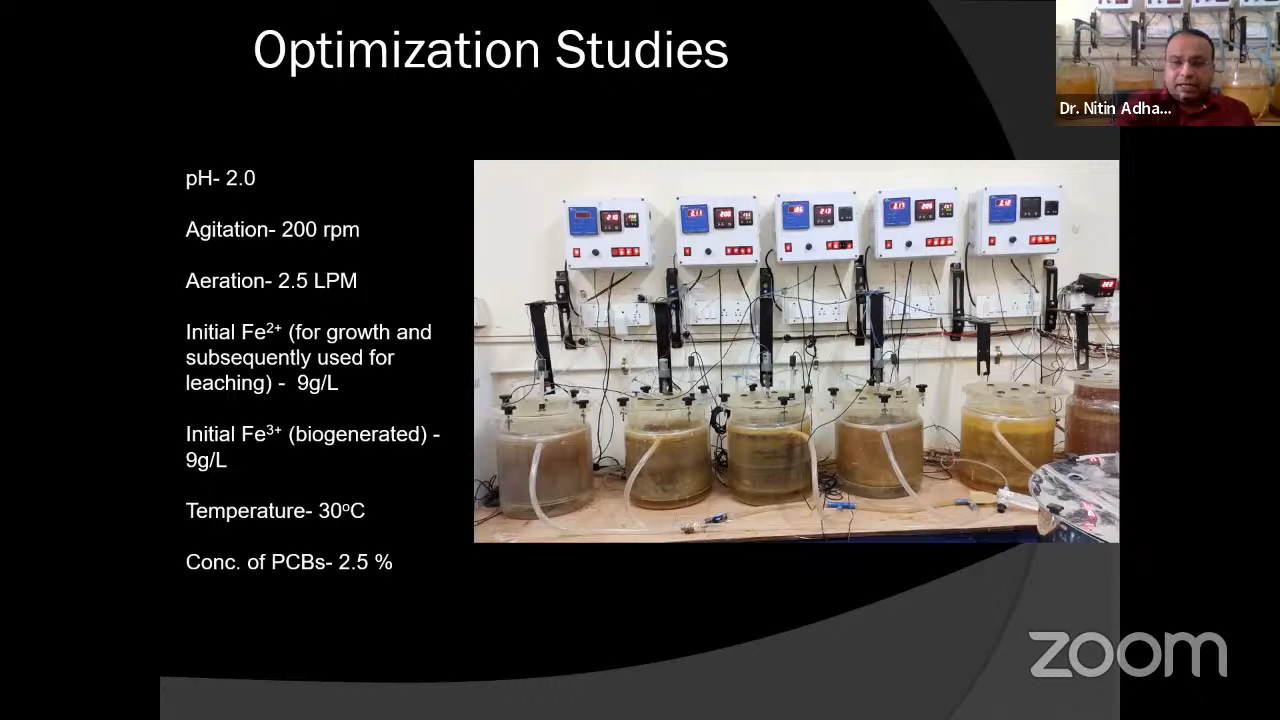 Optimization Studies
Dr. Nitin Adha...
pH- 2.0
Agitation- 200 rpm
Aeration- 2.5 LPM
Initial Fe²⁺ (for growth and
subsequently used for
leaching) - 9g/L
Initial Fe³⁺ (biogenerated) -
9g/L
Temperature- 30°C
Conc. of PCBs- 2.5 %
zoom